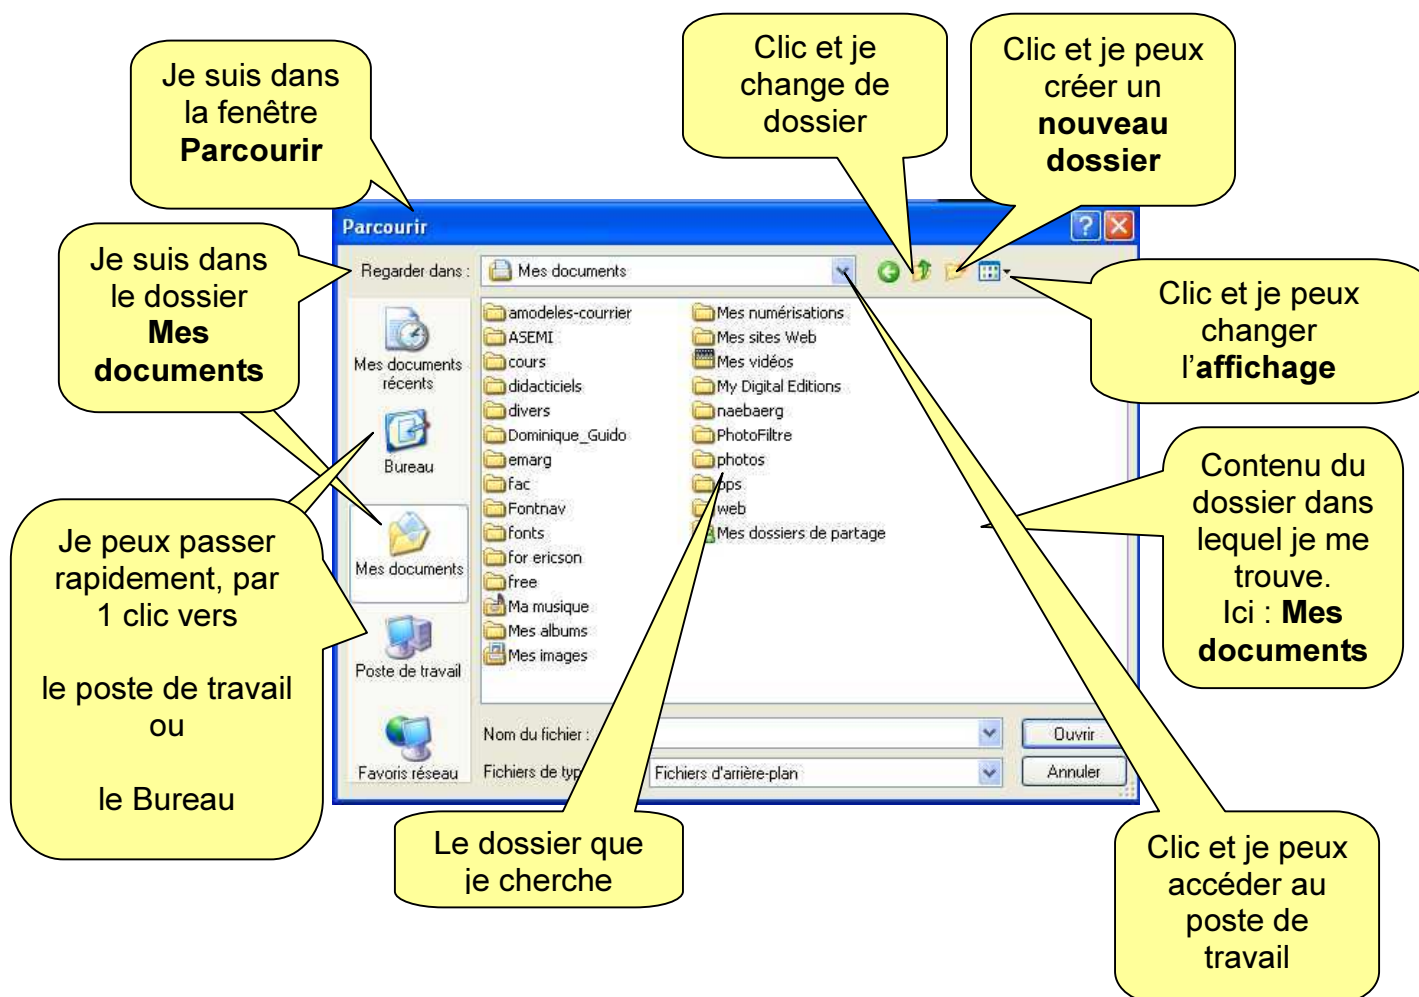 Je suis dans
la fenêtre
Parcourir
Clic et je
change de
dossier
Clic et je peux
créer un
nouveau
dossier
Je suis dans
le dossier
Mes
documents
Clic et je peux
changer
l'affichage
Contenu du
dossier dans
lequel je me
trouve.
Ici : Mes
documents
Je peux passer
rapidement, par
1 clic vers
le poste de travail
ou
le Bureau
Le dossier que
je cherche
Clic et je peux
accéder au
poste de
travail
Parcourir
Regarder dans :
Mes documents
Mes documents
récents
Bureau
Mes documents
Poste de travail
Favoris réseau
amodeles-courrier
ASEMI
cours
didacticiels
divers
Dominique_Guido
emarg
fac
Fontnav
fonts
for ericson
free
Ma musique
Mes albums
Mes images
Mes numérisations
Mes sites Web
Mes vidéos
My Digital Editions
naebaerg
PhotoFiltre
photos
pps
web
Mes dossiers de partage
Nom du fichier :
Ouvrir
Fichiers de typ
Fichiers d'arrière-plan
Annuler